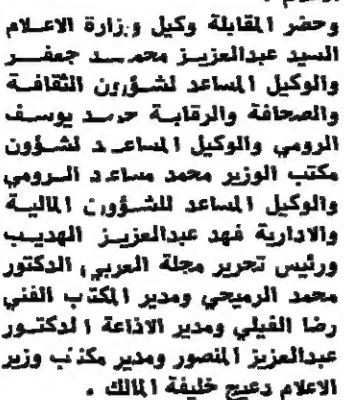 وحضر المقابلة وكيل وزارة الاعلام
السيد عبدالعزيز محمد جعفر
والوكيل المساعد لشؤون الثقافة
والصحافة والرقابة حمد يوسف
الرومي والوكيل المساعد لشؤون
مكتب الوزير محمد مساعد الرومي
والوكيل المساعد للشؤون المالية
والادارية فهد عبدالعزيز الهديب
ورئيس تحرير مجلة العربي الدكتور
محمد الرميحي ومدير المكتب الفني
رضا الفيلي ومدير الاذاعة الدكتور
عبدالعزيز المنصور ومدير مكتب وزير
الاعلام دعيج خليفة المالك .